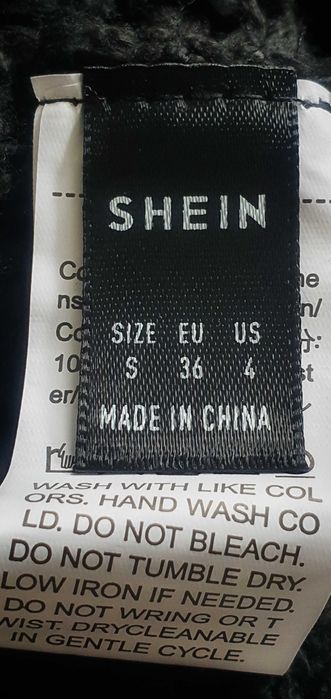 SHEIN
SIZE EU US
S 36 4
MADE IN CHINA
WASH WITH LIKE COL
ORS. HAND WASH CO
LD. DO NOT BLEACH.
DO NOT TUMBLE DRY.
LOW IRON IF NEEDED.
DO NOT WRING OR T
WIST. DRYCLEANABLE
IN GENTLE CYCLE.